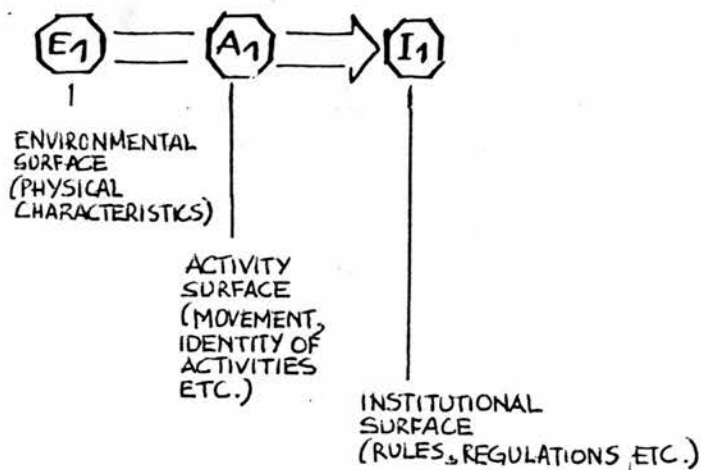 E1 A1 I1
ENVIRONMENTAL
SURFACE
(PHYSICAL
CHARACTERISTICS)
ACTIVITY
SURFACE
(MOVEMENT,
IDENTITY OF
ACTIVITIES
ETC.)
INSTITUTIONAL
SURFACE
(RULES, REGULATIONS, ETC.)